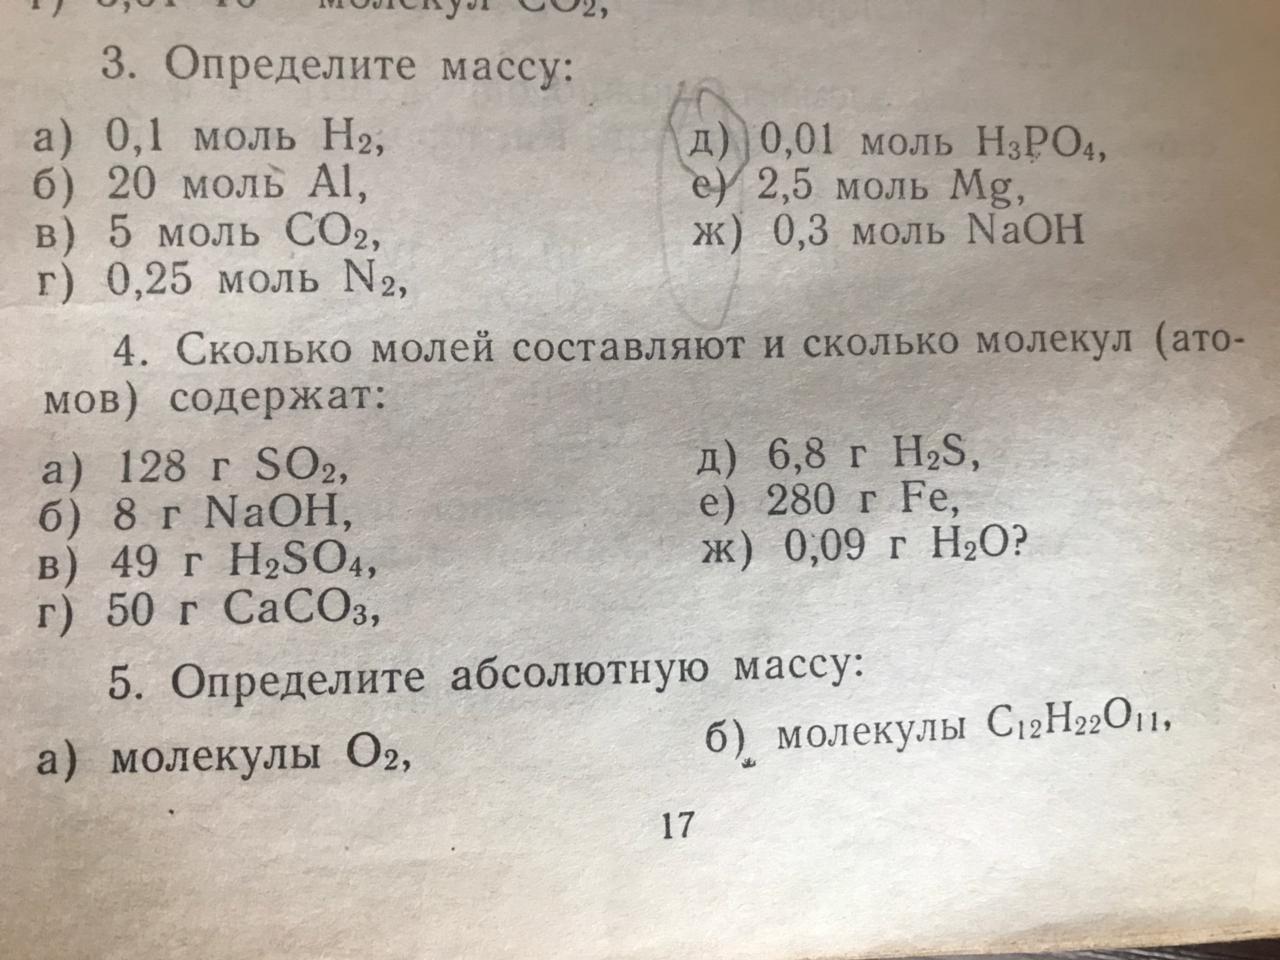 молекул CO₂,
3. Определите массу:
а) 0,1 моль H₂,
б) 20 моль Al,
в) 5 моль CO₂,
г) 0,25 моль N₂,
д) 0,01 моль H₃PO₄,
е) 2,5 моль Mg,
ж) 0,3 моль NaOH
4. Сколько молей составляют и сколько молекул (ато-
мов) содержат:
а) 128 г SO₂,
б) 8 г NaOH,
в) 49 г H₂SO₄,
г) 50 г CaCO₃,
д) 6,8 г H₂S,
е) 280 г Fe,
ж) 0,09 г H₂O?
5. Определите абсолютную массу:
а) молекулы O₂,
б) молекулы C₁₂H₂₂O₁₁,
17